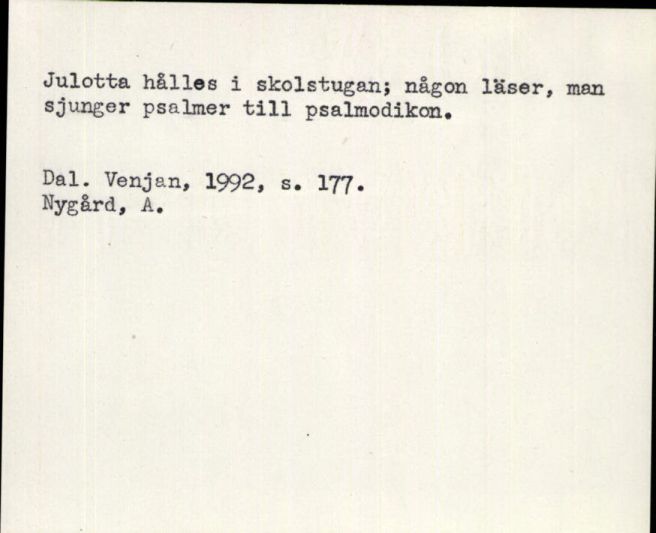 Julotta hålles i skolstugan; någon läser, man
sjunger psalmer till psalmodikon.
Dal. Venjan, 1992, s. 177.
Nygård, A.